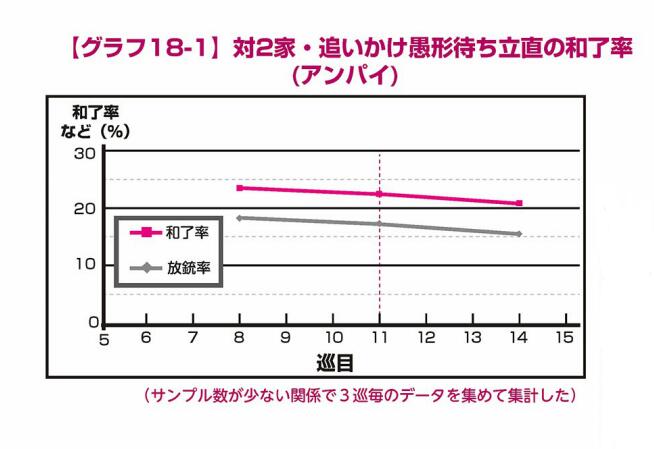 【グラフ18-1】対2家・追いかけ愚形待ち立直の和了率
(アンパイ)
和了率
など（%）
30
20
10
0
和了率
放銃率
5 6 7 8 9 10 11 12 13 14 15
巡目
（サンプル数が少ない関係で３巡毎のデータを集めて集計した）